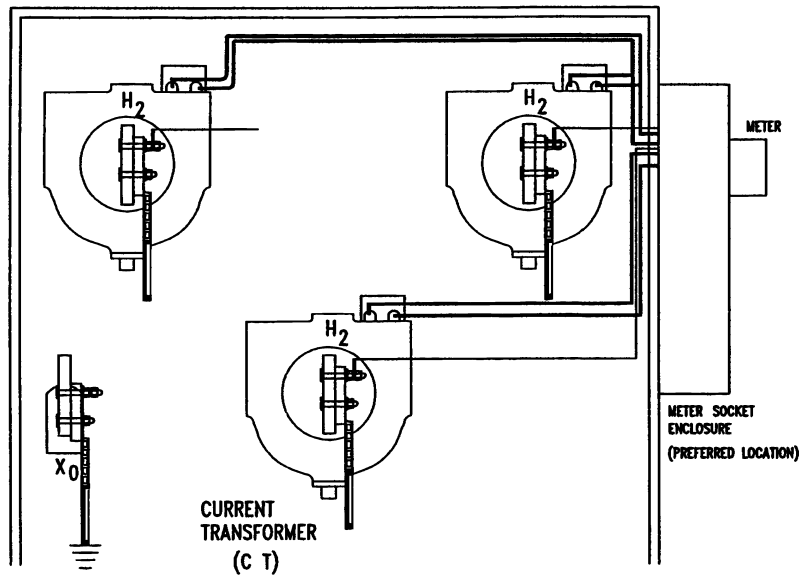 H2
H2
METER
H2
METER SOCKET
ENCLOSURE
(PREFERRED LOCATION)
X0
CURRENT
TRANSFORMER
(C T)